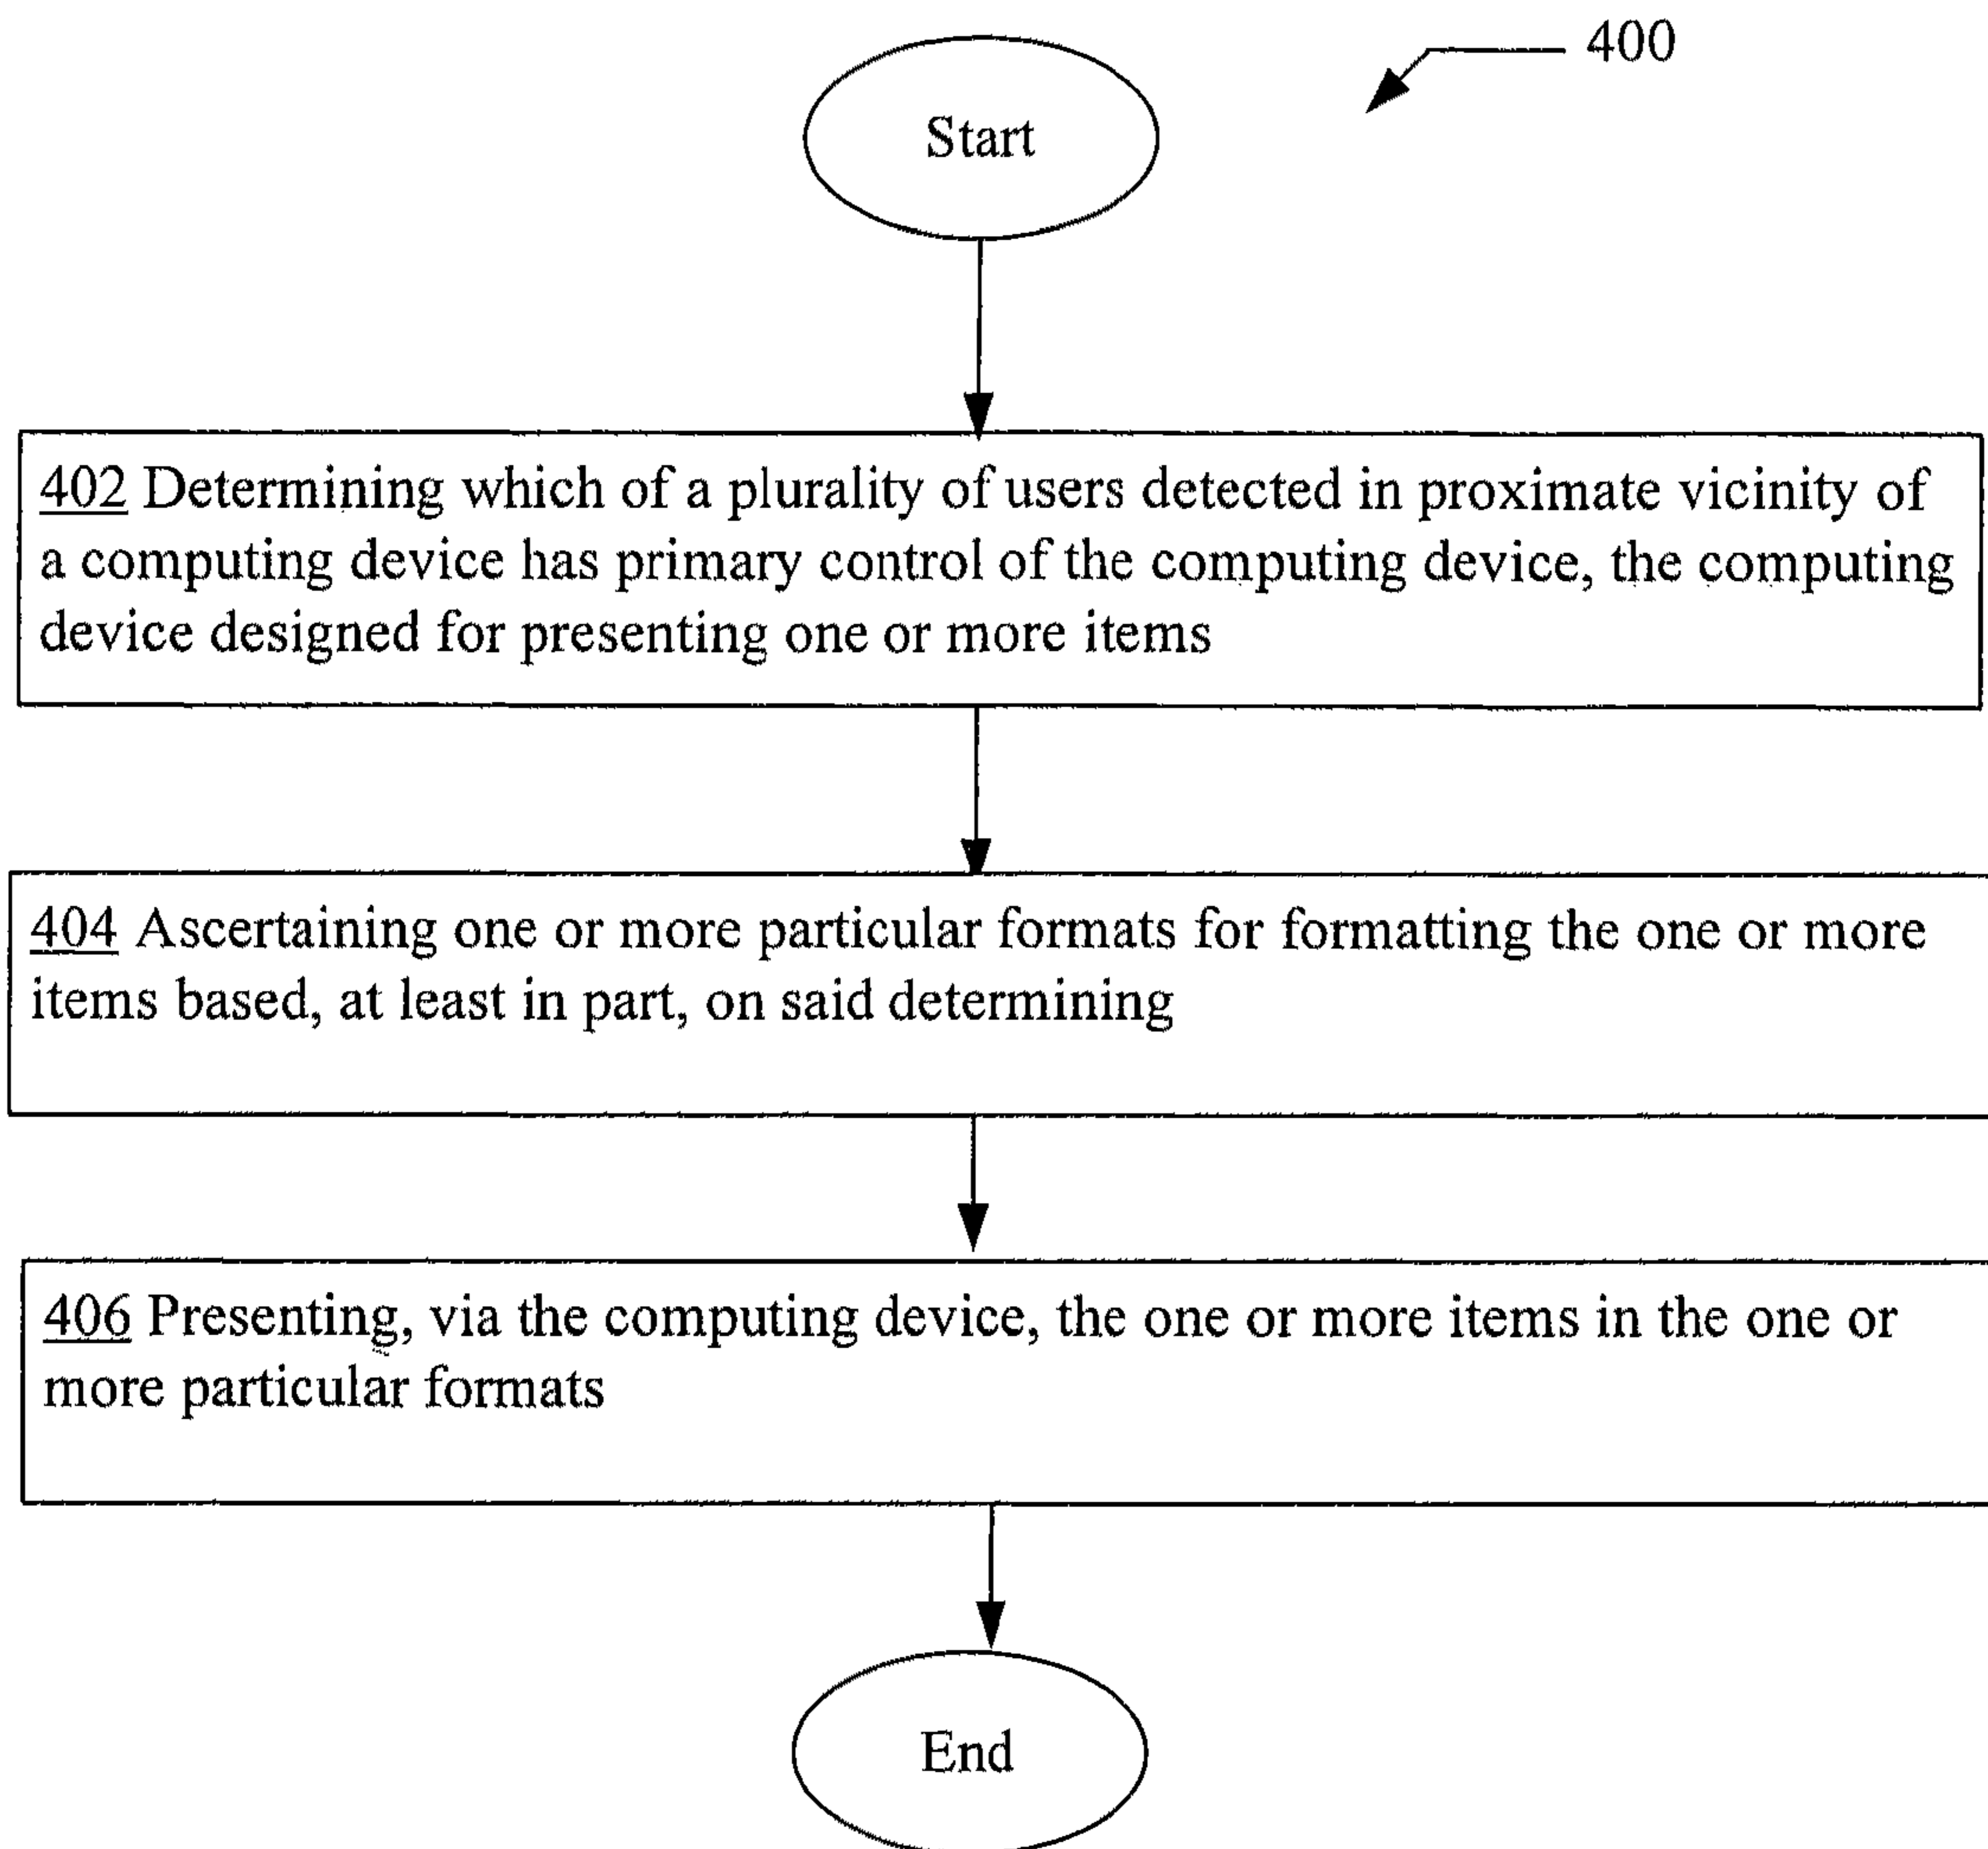 400
Start
402 Determining which of a plurality of users detected in proximate vicinity of
a computing device has primary control of the computing device, the computing
device designed for presenting one or more items
404 Ascertaining one or more particular formats for formatting the one or more
items based, at least in part, on said determining
406 Presenting, via the computing device, the one or more items in the one or
more particular formats
End